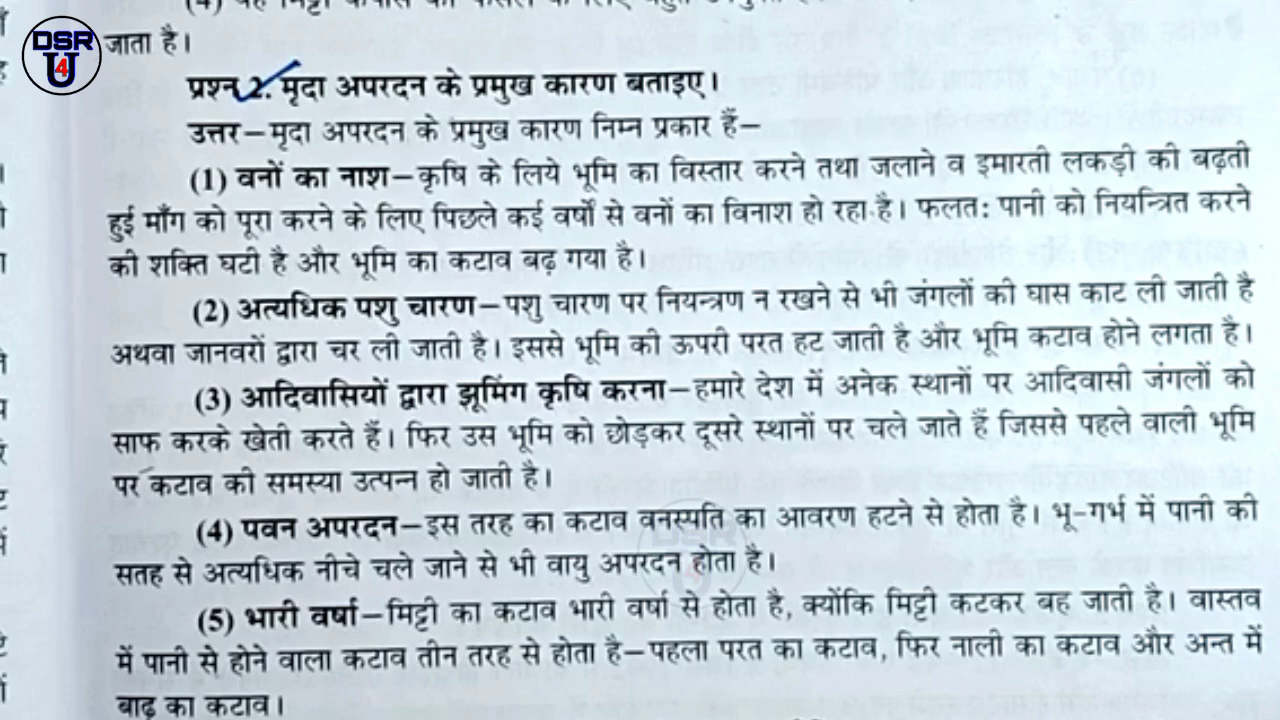 DSR
4
U
जाता है।
प्रश्न 2. मृदा अपरदन के प्रमुख कारण बताइए।
उत्तर–मृदा अपरदन के प्रमुख कारण निम्न प्रकार हैं–
(1) वनों का नाश–कृषि के लिये भूमि का विस्तार करने तथा जलाने व इमारती लकड़ी की बढ़ती
हुई माँग को पूरा करने के लिए पिछले कई वर्षों से वनों का विनाश हो रहा है। फलतः पानी को नियन्त्रित करने
की शक्ति घटी है और भूमि का कटाव बढ़ गया है।
(2) अत्यधिक पशु चारण–पशु चारण पर नियन्त्रण न रखने से भी जंगलों की घास काट ली जाती है
अथवा जानवरों द्वारा चर ली जाती है। इससे भूमि की ऊपरी परत हट जाती है और भूमि कटाव होने लगता है।
(3) आदिवासियों द्वारा झूमिंग कृषि करना–हमारे देश में अनेक स्थानों पर आदिवासी जंगलों को
साफ करके खेती करते हैं। फिर उस भूमि को छोड़कर दूसरे स्थानों पर चले जाते हैं जिससे पहले वाली भूमि
पर कटाव की समस्या उत्पन्न हो जाती है।
(4) पवन अपरदन–इस तरह का कटाव वनस्पति का आवरण हटने से होता है। भू-गर्भ में पानी की
सतह से अत्यधिक नीचे चले जाने से भी वायु अपरदन होता है।
(5) भारी वर्षा–मिट्टी का कटाव भारी वर्षा से होता है, क्योंकि मिट्टी कटकर बह जाती है। वास्तव
में पानी से होने वाला कटाव तीन तरह से होता है–पहला परत का कटाव, फिर नाली का कटाव और अन्त में
बाढ़ का कटाव।